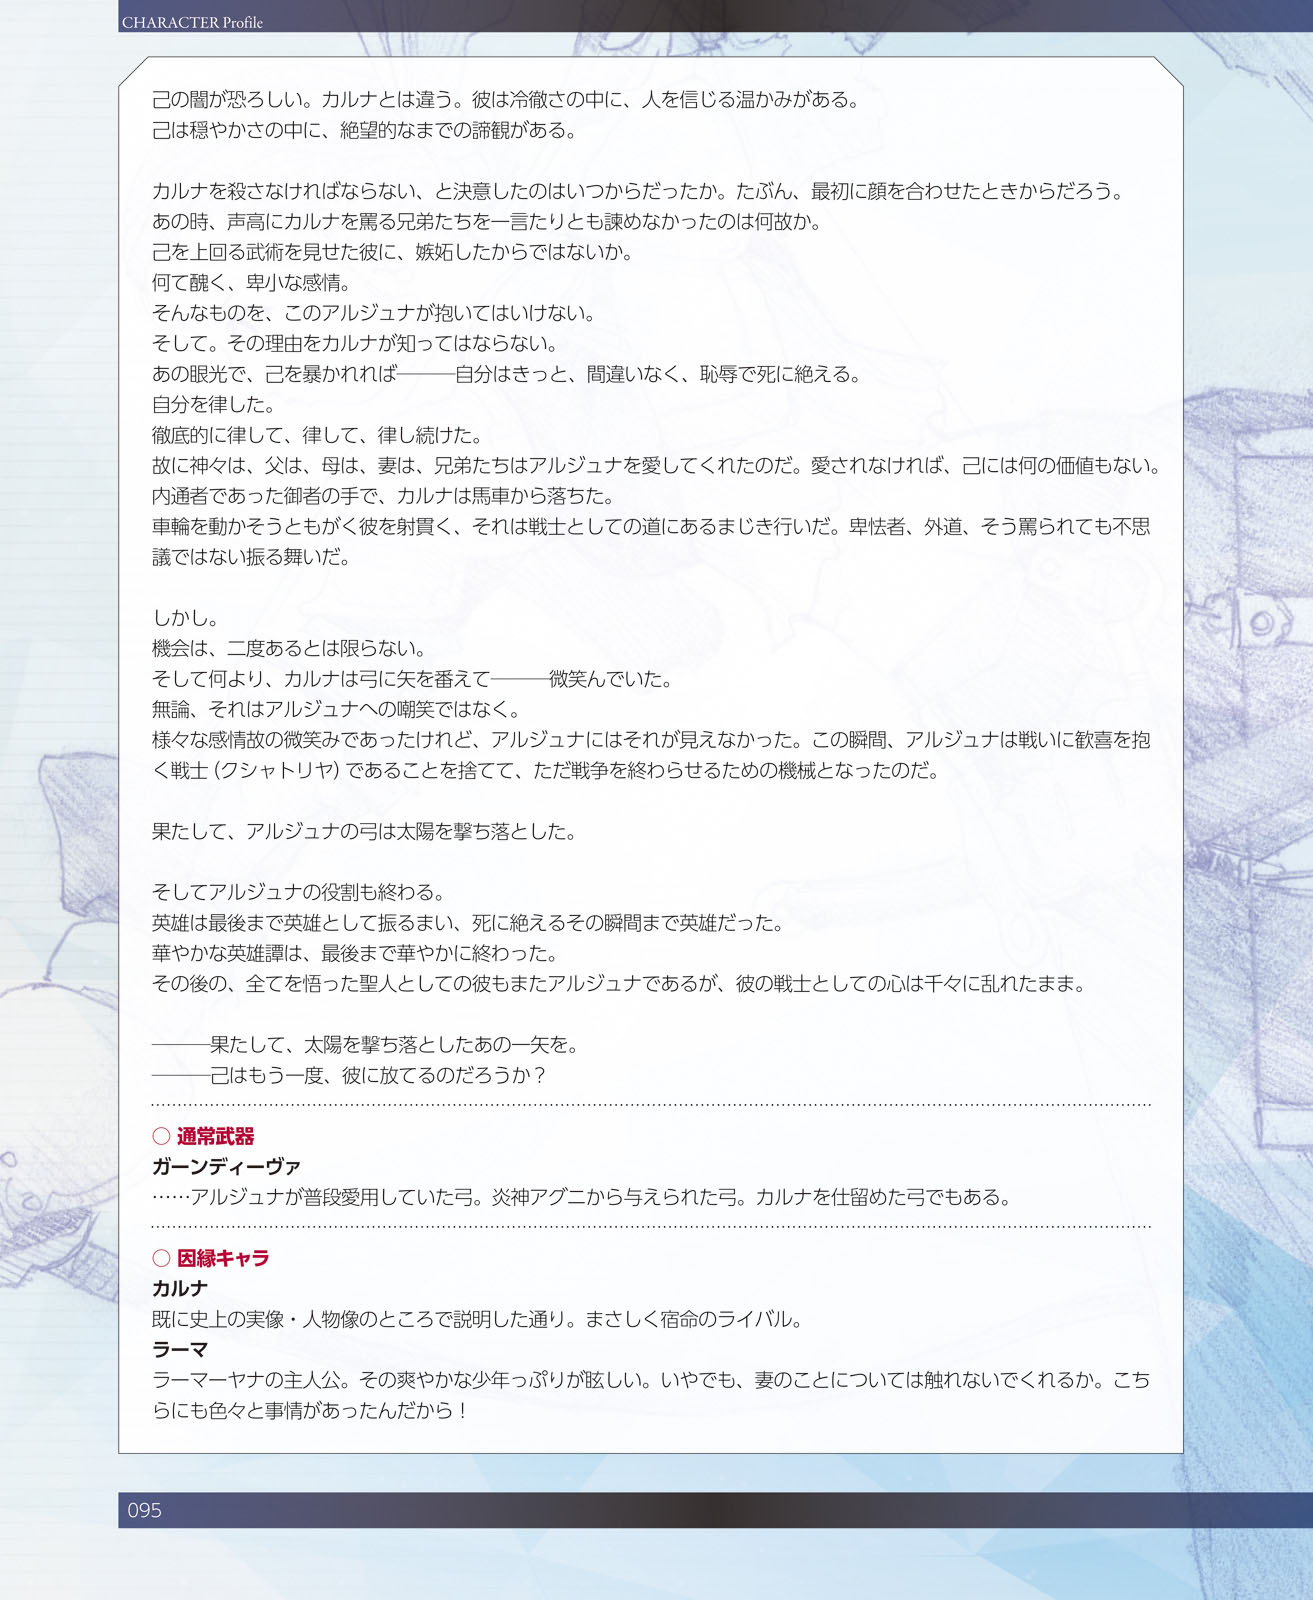 CHARACTER Profile
己の闇が恐ろしい。カルナとは違う。彼は冷徹さの中に、人を信じる温かみがある。
己は穏やかさの中に、絶望的なまでの諦観がある。
カルナを殺さなければならない、と決意したのはいつからだったか。たぶん、最初に顔を合わせたときからだろう。
あの時、声高にカルナを罵る兄弟たちを一言たりとも諌めなかったのは何故か。
己を上回る武術を見せた彼に、嫉妬したからではないか。
何て醜く、卑小な感情。
そんなものを、このアルジュナが抱いてはいけない。
そして。その理由をカルナが知ってはならない。
あの眼光で、己を暴かれれば―――自分はきっと、間違いなく、恥辱で死に絶える。
自分を律した。
徹底的に律して、律して、律し続けた。
故に神々は、父は、母は、妻は、兄弟たちはアルジュナを愛してくれたのだ。愛されなければ、己には何の価値もない。
内通者であった御者の手で、カルナは馬車から落ちた。
車輪を動かそうともがく彼を射貫く、それは戦士としての道にあるまじき行いだ。卑怯者、外道、そう罵られても不思
議ではない振る舞いだ。
しかし。
機会は、二度あるとは限らない。
そして何より、カルナは弓に矢を番えて―――微笑んでいた。
無論、それはアルジュナへの嘲笑ではなく。
様々な感情故の微笑みであったけれど、アルジュナにはそれが見えなかった。この瞬間、アルジュナは戦いに歓喜を抱
く戦士（クシャトリヤ）であることを捨てて、ただ戦争を終わらせるための機械となったのだ。
果たして、アルジュナの弓は太陽を撃ち落とした。
そしてアルジュナの役割も終わる。
英雄は最後まで英雄として振るまい、死に絶えるその瞬間まで英雄だった。
華やかな英雄譚は、最後まで華やかに終わった。
その後の、全てを悟った聖人としての彼もまたアルジュナであるが、彼の戦士としての心は千々に乱れたまま。
―――果たして、太陽を撃ち落としたあの一矢を。
―――己はもう一度、彼に放てるのだろうか？
○ 通常武器
ガーンディーヴァ
……アルジュナが普段愛用していた弓。炎神アグニから与えられた弓。カルナを仕留めた弓でもある。
○ 因縁キャラ
カルナ
既に史上の実像・人物像のところで説明した通り。まさしく宿命のライバル。
ラーマ
ラーマーヤナの主人公。その爽やかな少年っぷりが眩しい。いやでも、妻のことについては触れないでくれるか。こち
らにも色々と事情があったんだから！
095